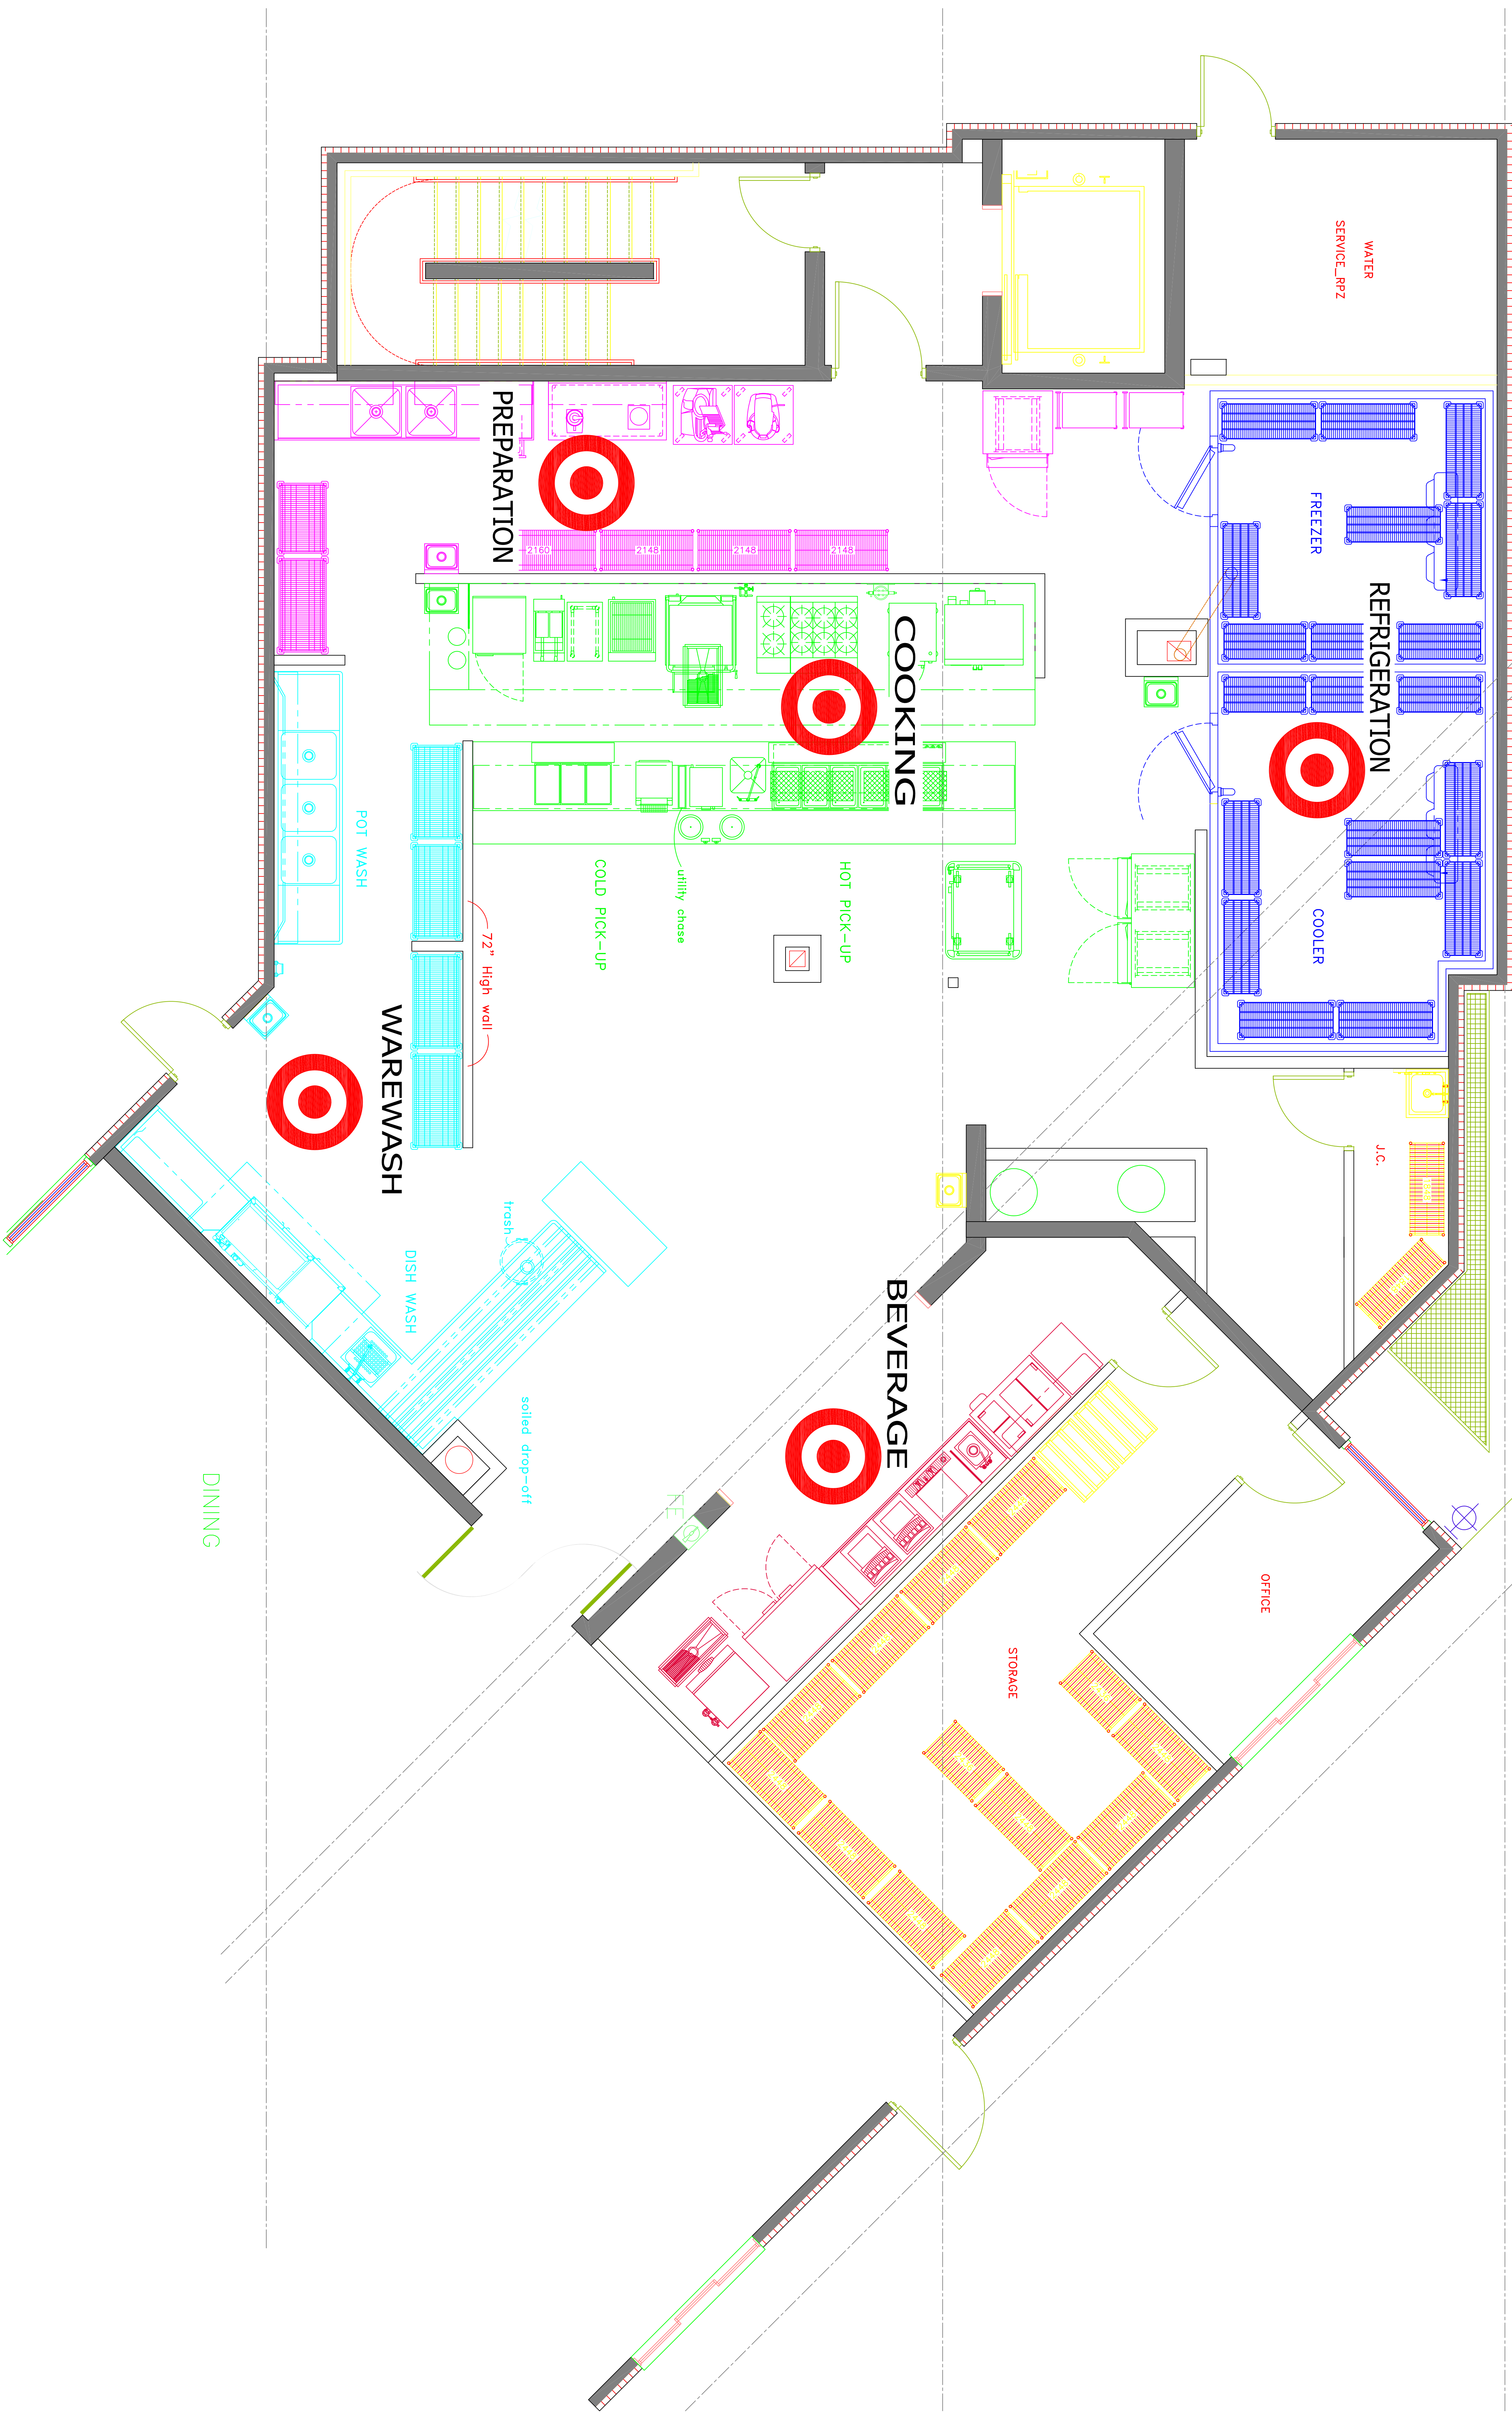 WATER
SERVICE_RPZ
REFRIGERATION
FREEZER
COOLER
J.C.
OFFICE
STORAGE
COOKING
HOT PICK-UP
BEVERAGE
utility chase
COLD PICK-UP
PREPARATION
2160
2148
2148
2148
72" High wall
trash
soiled drop-off
WAREWASH
DISH WASH
POT WASH
DINING